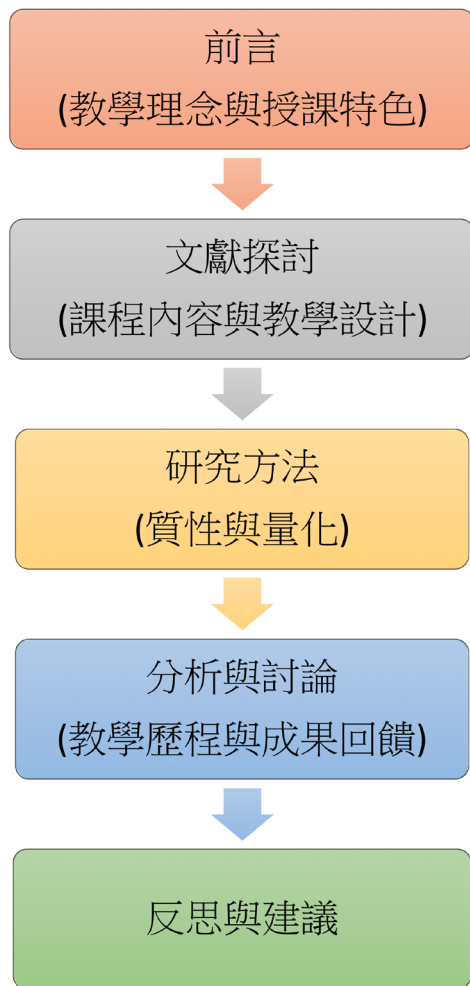 前言
(教學理念與授課特色)
文獻探討
(課程內容與教學設計)
研究方法
(質性與量化)
分析與討論
(教學歷程與成果回饋)
反思與建議